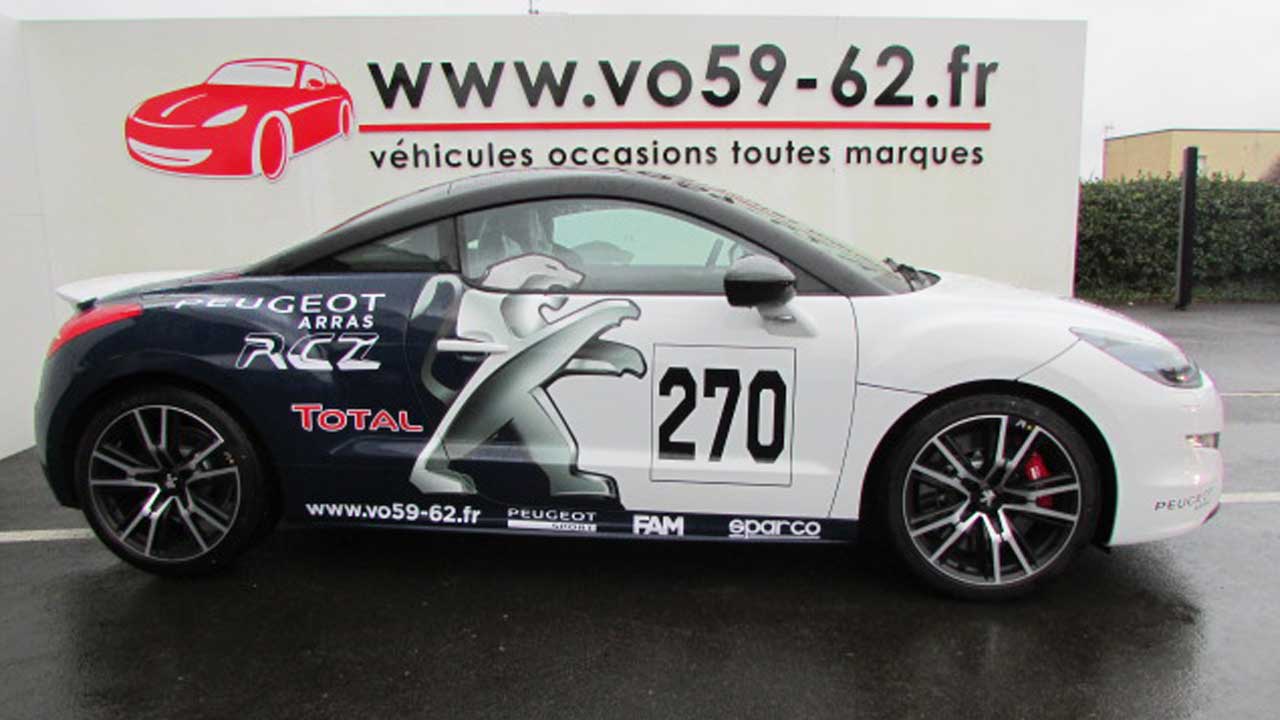 www.vo59-62.fr
véhicules occasions toutes marques
PEUGEOT
ARRAS
RCZ
TOTAL
270
www.vo59-62.fr
PEUGEOT
SPORT
FAM
sparco
PEUGEOT